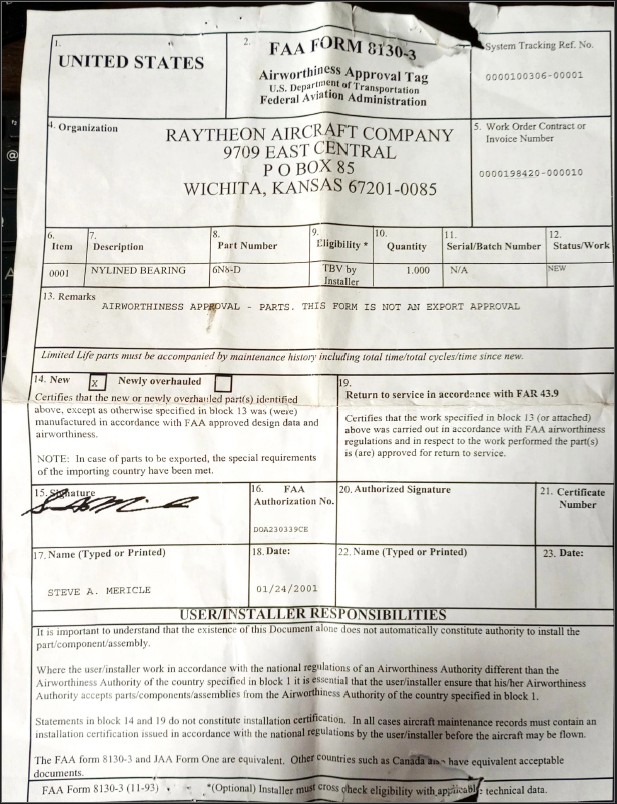 1.
UNITED STATES
2.
FAA FORM 8130-3
Airworthiness Approval Tag
U.S. Department of Transportation
Federal Aviation Administration
System Tracking Ref. No.
0000100306-00001
4. Organization
RAYTHEON AIRCRAFT COMPANY
9709 EAST CENTRAL
P O BOX 85
WICHITA, KANSAS 67201-0085
5. Work Order Contract or
Invoice Number
0000198420-000010
6.
Item
7.
Description
8.
Part Number
9.
Eligibility *
10.
Quantity
11.
Serial/Batch Number
12.
Status/Work
0001
NYLINED BEARING
6N8-D
TBV by
Installer
1.000
N/A
NEW
13. Remarks
AIRWORTHINESS APPROVAL - PARTS. THIS FORM IS NOT AN EXPORT APPROVAL
Limited Life parts must be accompanied by maintenance history including total time/total cycles/time since new.
14. New X Newly overhauled
Certifies that the new or newly overhauled part(s) identified
above, except as otherwise specified in block 13 was (were)
manufactured in accordance with FAA approved design data and
airworthiness.
NOTE: In case of parts to be exported, the special requirements
of the importing country have been met.
19.
Return to service in accordance with FAR 43.9
Certifies that the work specified in block 13 (or attached)
above was carried out in accordance with FAA airworthiness
regulations and in respect to the work performed the part(s)
is (are) approved for return to service.
15. Signature
16. FAA
Authorization No.
DOA230339CE
20. Authorized Signature
21. Certificate
Number
17. Name (Typed or Printed)
STEVE A. MERICLE
18. Date:
01/24/2001
22. Name (Typed or Printed)
23. Date:
USER/INSTALLER RESPONSIBILITIES
It is important to understand that the existence of this Document alone does not automatically constitute authority to install the
part/component/assembly.
Where the user/installer work in accordance with the national regulations of an Airworthiness Authority different than the
Airworthiness Authority of the country specified in block 1 it is essential that the user/installer ensure that his/her Airworthiness
Authority accepts parts/components/assemblies from the Airworthiness Authority of the country specified in block 1.
Statements in block 14 and 19 do not constitute installation certification. In all cases aircraft maintenance records must contain an
installation certification issued in accordance with the national regulations by the user/installer before the aircraft may be flown.
The FAA form 8130-3 and JAA Form One are equivalent. Other countries such as Canada have equivalent acceptable
documents.
FAA Form 8130-3 (11-93) *(Optional) Installer must cross check eligibility with applicable technical data.